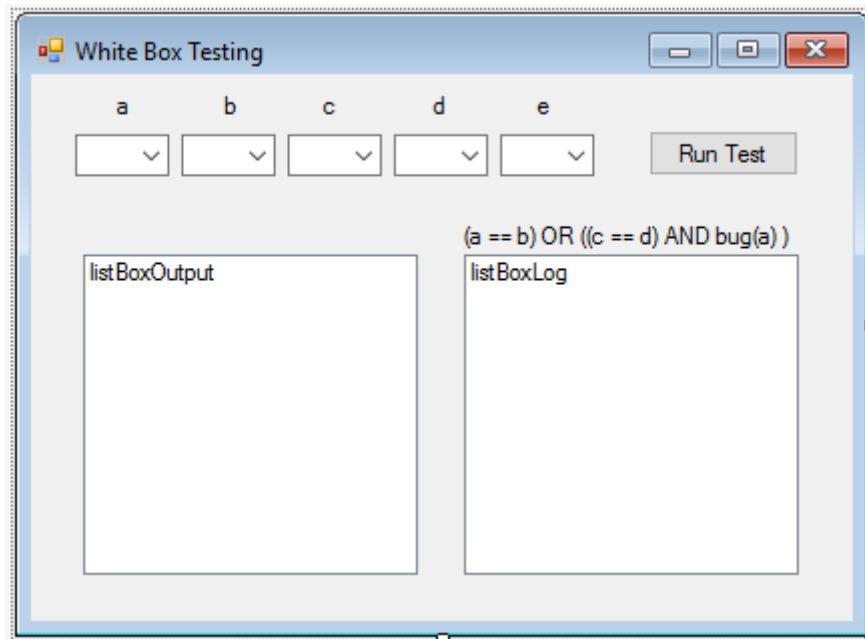 White Box Testing
a b c d e
Run Test
(a == b) OR ((c == d) AND bug(a) )
listBoxOutput
listBoxLog